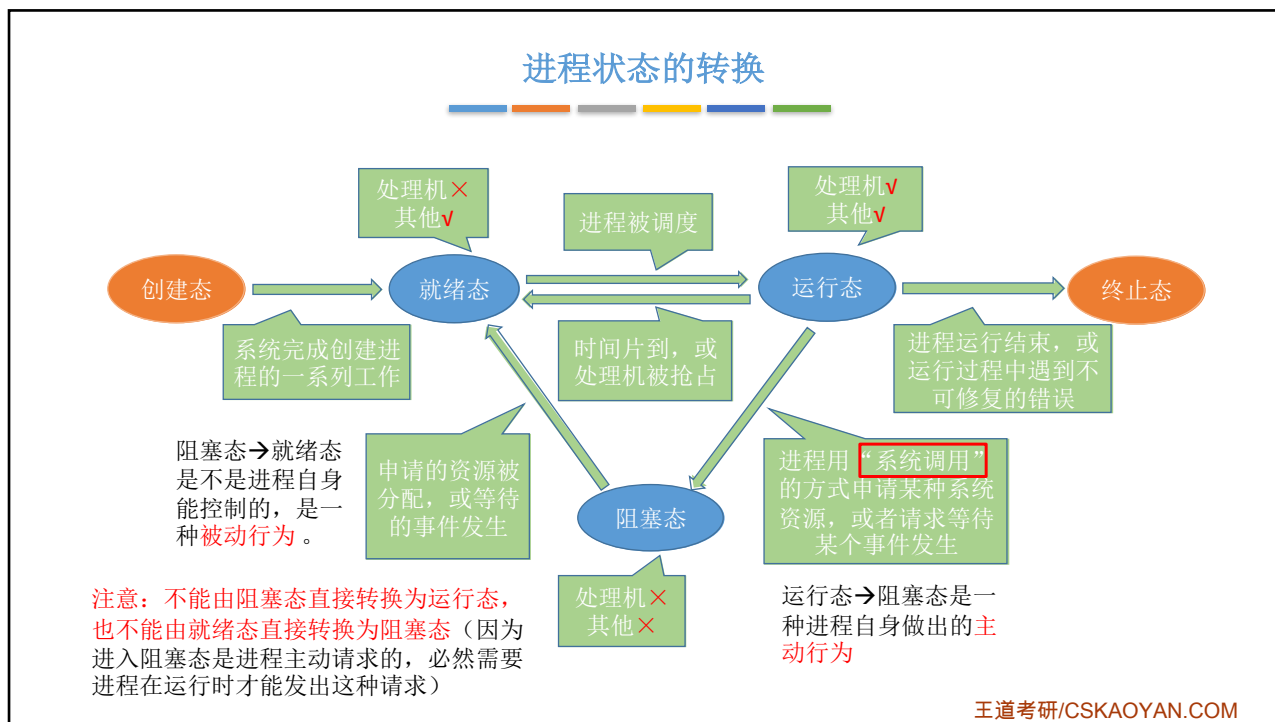 进程状态的转换
处理机×
其他√
进程被调度
处理机√
其他√
创建态
就绪态
运行态
终止态
系统完成创建进
程的一系列工作
时间片到，或
处理机被抢占
进程运行结束，或
运行过程中遇到不
可修复的错误
阻塞态→就绪态
是不是进程自身
能控制的，是一
种被动行为。
申请的资源被
分配，或等待
的事件发生
阻塞态
进程用“系统调用”
的方式申请某种系统
资源，或者请求等待
某个事件发生
处理机×
其他×
运行态→阻塞态是一
种进程自身做出的主
动行为
注意：不能由阻塞态直接转换为运行态，
也不能由就绪态直接转换为阻塞态（因为
进入阻塞态是进程主动请求的，必然需要
进程在运行时才能发出这种请求）
王道考研/CSKAOYAN.COM